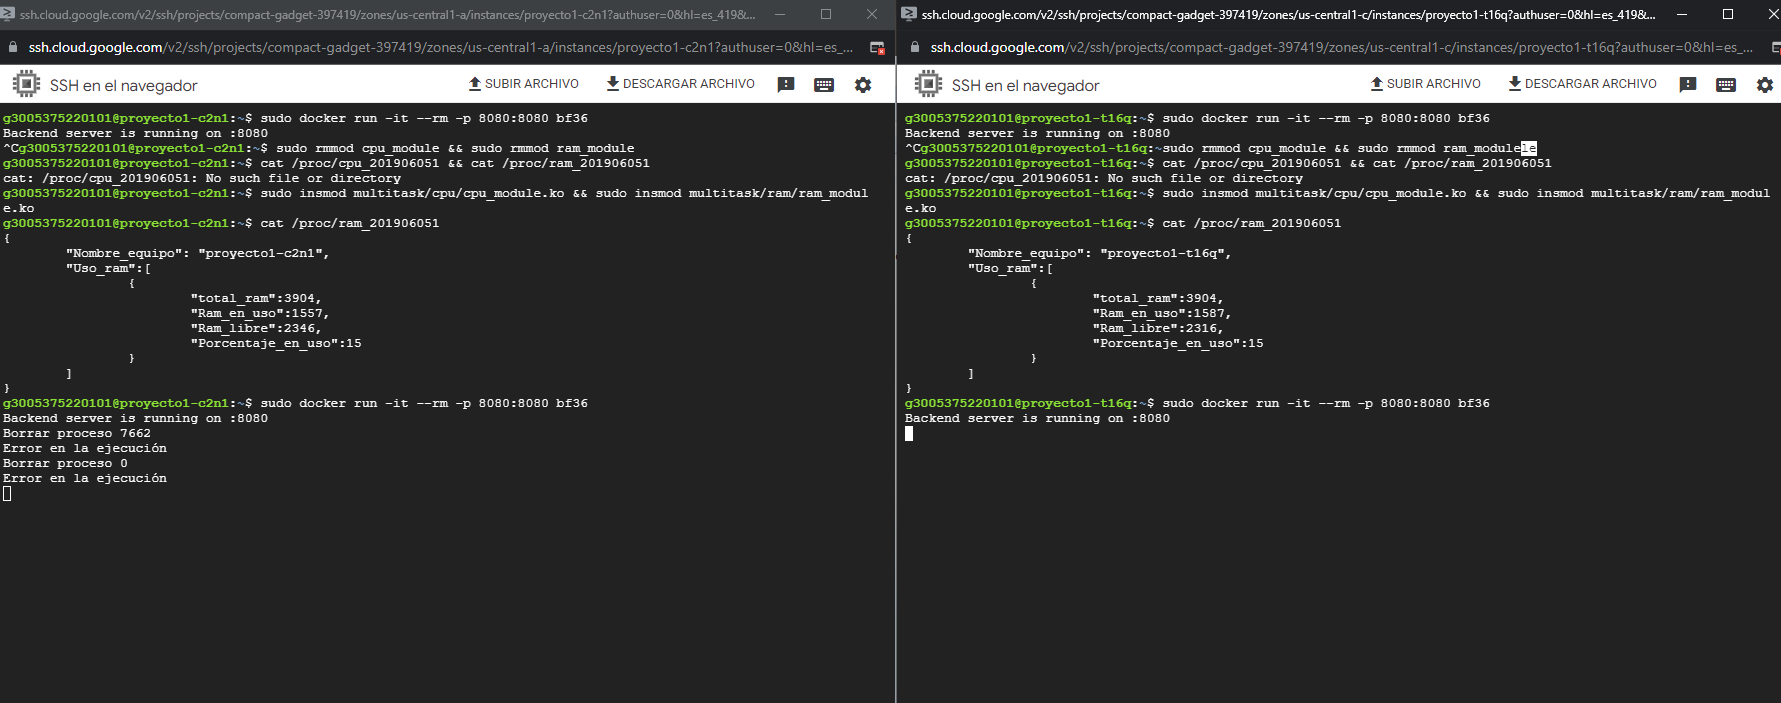 ssh.cloud.google.com/v2/ssh/projects/compact-gadget-397419/zones/us-central1-a/instances/proyecto1-c2n1?authuser=0&hl=es_419&...
ssh.cloud.google.com/v2/ssh/projects/compact-gadget-397419/zones/us-central1-a/instances/proyecto1-c2n1?authuser=0&hl=es_...
SSH en el navegador
SUBIR ARCHIVO
DESCARGAR ARCHIVO
g3005375220101@proyecto1-c2n1:~$ sudo docker run -it --rm -p 8080:8080 bf36
Backend server is running on :8080
^Cg3005375220101@proyecto1-c2n1:~$ sudo rmmod cpu_module && sudo rmmod ram_module
g3005375220101@proyecto1-c2n1:~$ cat /proc/cpu_201906051 && cat /proc/ram_201906051
cat: /proc/cpu_201906051: No such file or directory
g3005375220101@proyecto1-c2n1:~$ sudo insmod multitask/cpu/cpu_module.ko && sudo insmod multitask/ram/ram_modul
e.ko
g3005375220101@proyecto1-c2n1:~$ cat /proc/ram_201906051
{
"Nombre_equipo": "proyecto1-c2n1",
"Uso_ram":[
{
"total_ram":3904,
"Ram_en_uso":1557,
"Ram_libre":2346,
"Porcentaje_en_uso":15
}
]
}
g3005375220101@proyecto1-c2n1:~$ sudo docker run -it --rm -p 8080:8080 bf36
Backend server is running on :8080
Borrar proceso 7662
Error en la ejecución
Borrar proceso 0
Error en la ejecución
ssh.cloud.google.com/v2/ssh/projects/compact-gadget-397419/zones/us-central1-c/instances/proyecto1-t16q?authuser=0&hl=es_419&...
ssh.cloud.google.com/v2/ssh/projects/compact-gadget-397419/zones/us-central1-c/instances/proyecto1-t16q?authuser=0&hl=es_...
SSH en el navegador
SUBIR ARCHIVO
DESCARGAR ARCHIVO
g3005375220101@proyecto1-t16q:~$ sudo docker run -it --rm -p 8080:8080 bf36
Backend server is running on :8080
^Cg3005375220101@proyecto1-t16q:~sudo rmmod cpu_module && sudo rmmod ram_modulele
g3005375220101@proyecto1-t16q:~$ cat /proc/cpu_201906051 && cat /proc/ram_201906051
cat: /proc/cpu_201906051: No such file or directory
g3005375220101@proyecto1-t16q:~$ sudo insmod multitask/cpu/cpu_module.ko && sudo insmod multitask/ram/ram_modul
e.ko
g3005375220101@proyecto1-t16q:~$ cat /proc/ram_201906051
{
"Nombre_equipo": "proyecto1-t16q",
"Uso_ram":[
{
"total_ram":3904,
"Ram_en_uso":1587,
"Ram_libre":2316,
"Porcentaje_en_uso":15
}
]
}
g3005375220101@proyecto1-t16q:~$ sudo docker run -it --rm -p 8080:8080 bf36
Backend server is running on :8080